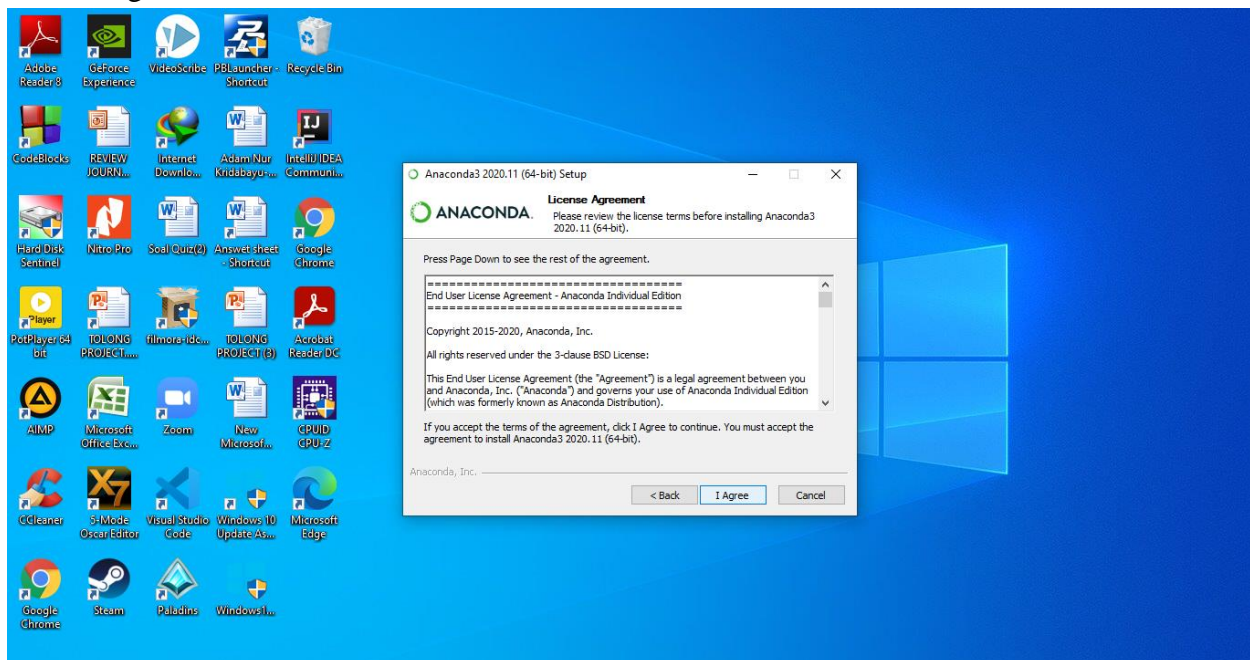 Adobe
Reader 8
GeForce
Experience
VideoScribe
PBLauncher -
Shortcut
Recycle Bin
CodeBlocks
REVIEW
JOURN...
Internet
Downlo...
Adam Nur
Kridabayu-...
IntelliJ IDEA
Communi...
Hard Disk
Sentinel
Nitro Pro
Soal Quiz(2)
Answet sheet
- Shortcut
Google
Chrome
PotPlayer 64
bit
TOLONG
PROJECT.....
filmora-idc...
TOLONG
PROJECT (3)
Acrobat
Reader DC
AIMP
Microsoft
Office Exc...
Zoom
New
Microsof...
CPUID
CPU-Z
CCleaner
5-Mode
Oscar Editor
Visual Studio
Code
Windows 10
Update As...
Microsoft
Edge
Google
Chrome
Steam
Paladins
Windows1...
Anaconda3 2020.11 (64-bit) Setup
ANACONDA.
License Agreement
Please review the license terms before installing Anaconda3
2020.11 (64-bit).
Press Page Down to see the rest of the agreement.
====================================
End User License Agreement - Anaconda Individual Edition
====================================
Copyright 2015-2020, Anaconda, Inc.
All rights reserved under the 3-clause BSD License:
This End User License Agreement (the "Agreement") is a legal agreement between you
and Anaconda, Inc. ("Anaconda") and governs your use of Anaconda Individual Edition
(which was formerly known as Anaconda Distribution).
If you accept the terms of the agreement, click I Agree to continue. You must accept the
agreement to install Anaconda3 2020.11 (64-bit).
Anaconda, Inc.
< Back
I Agree
Cancel